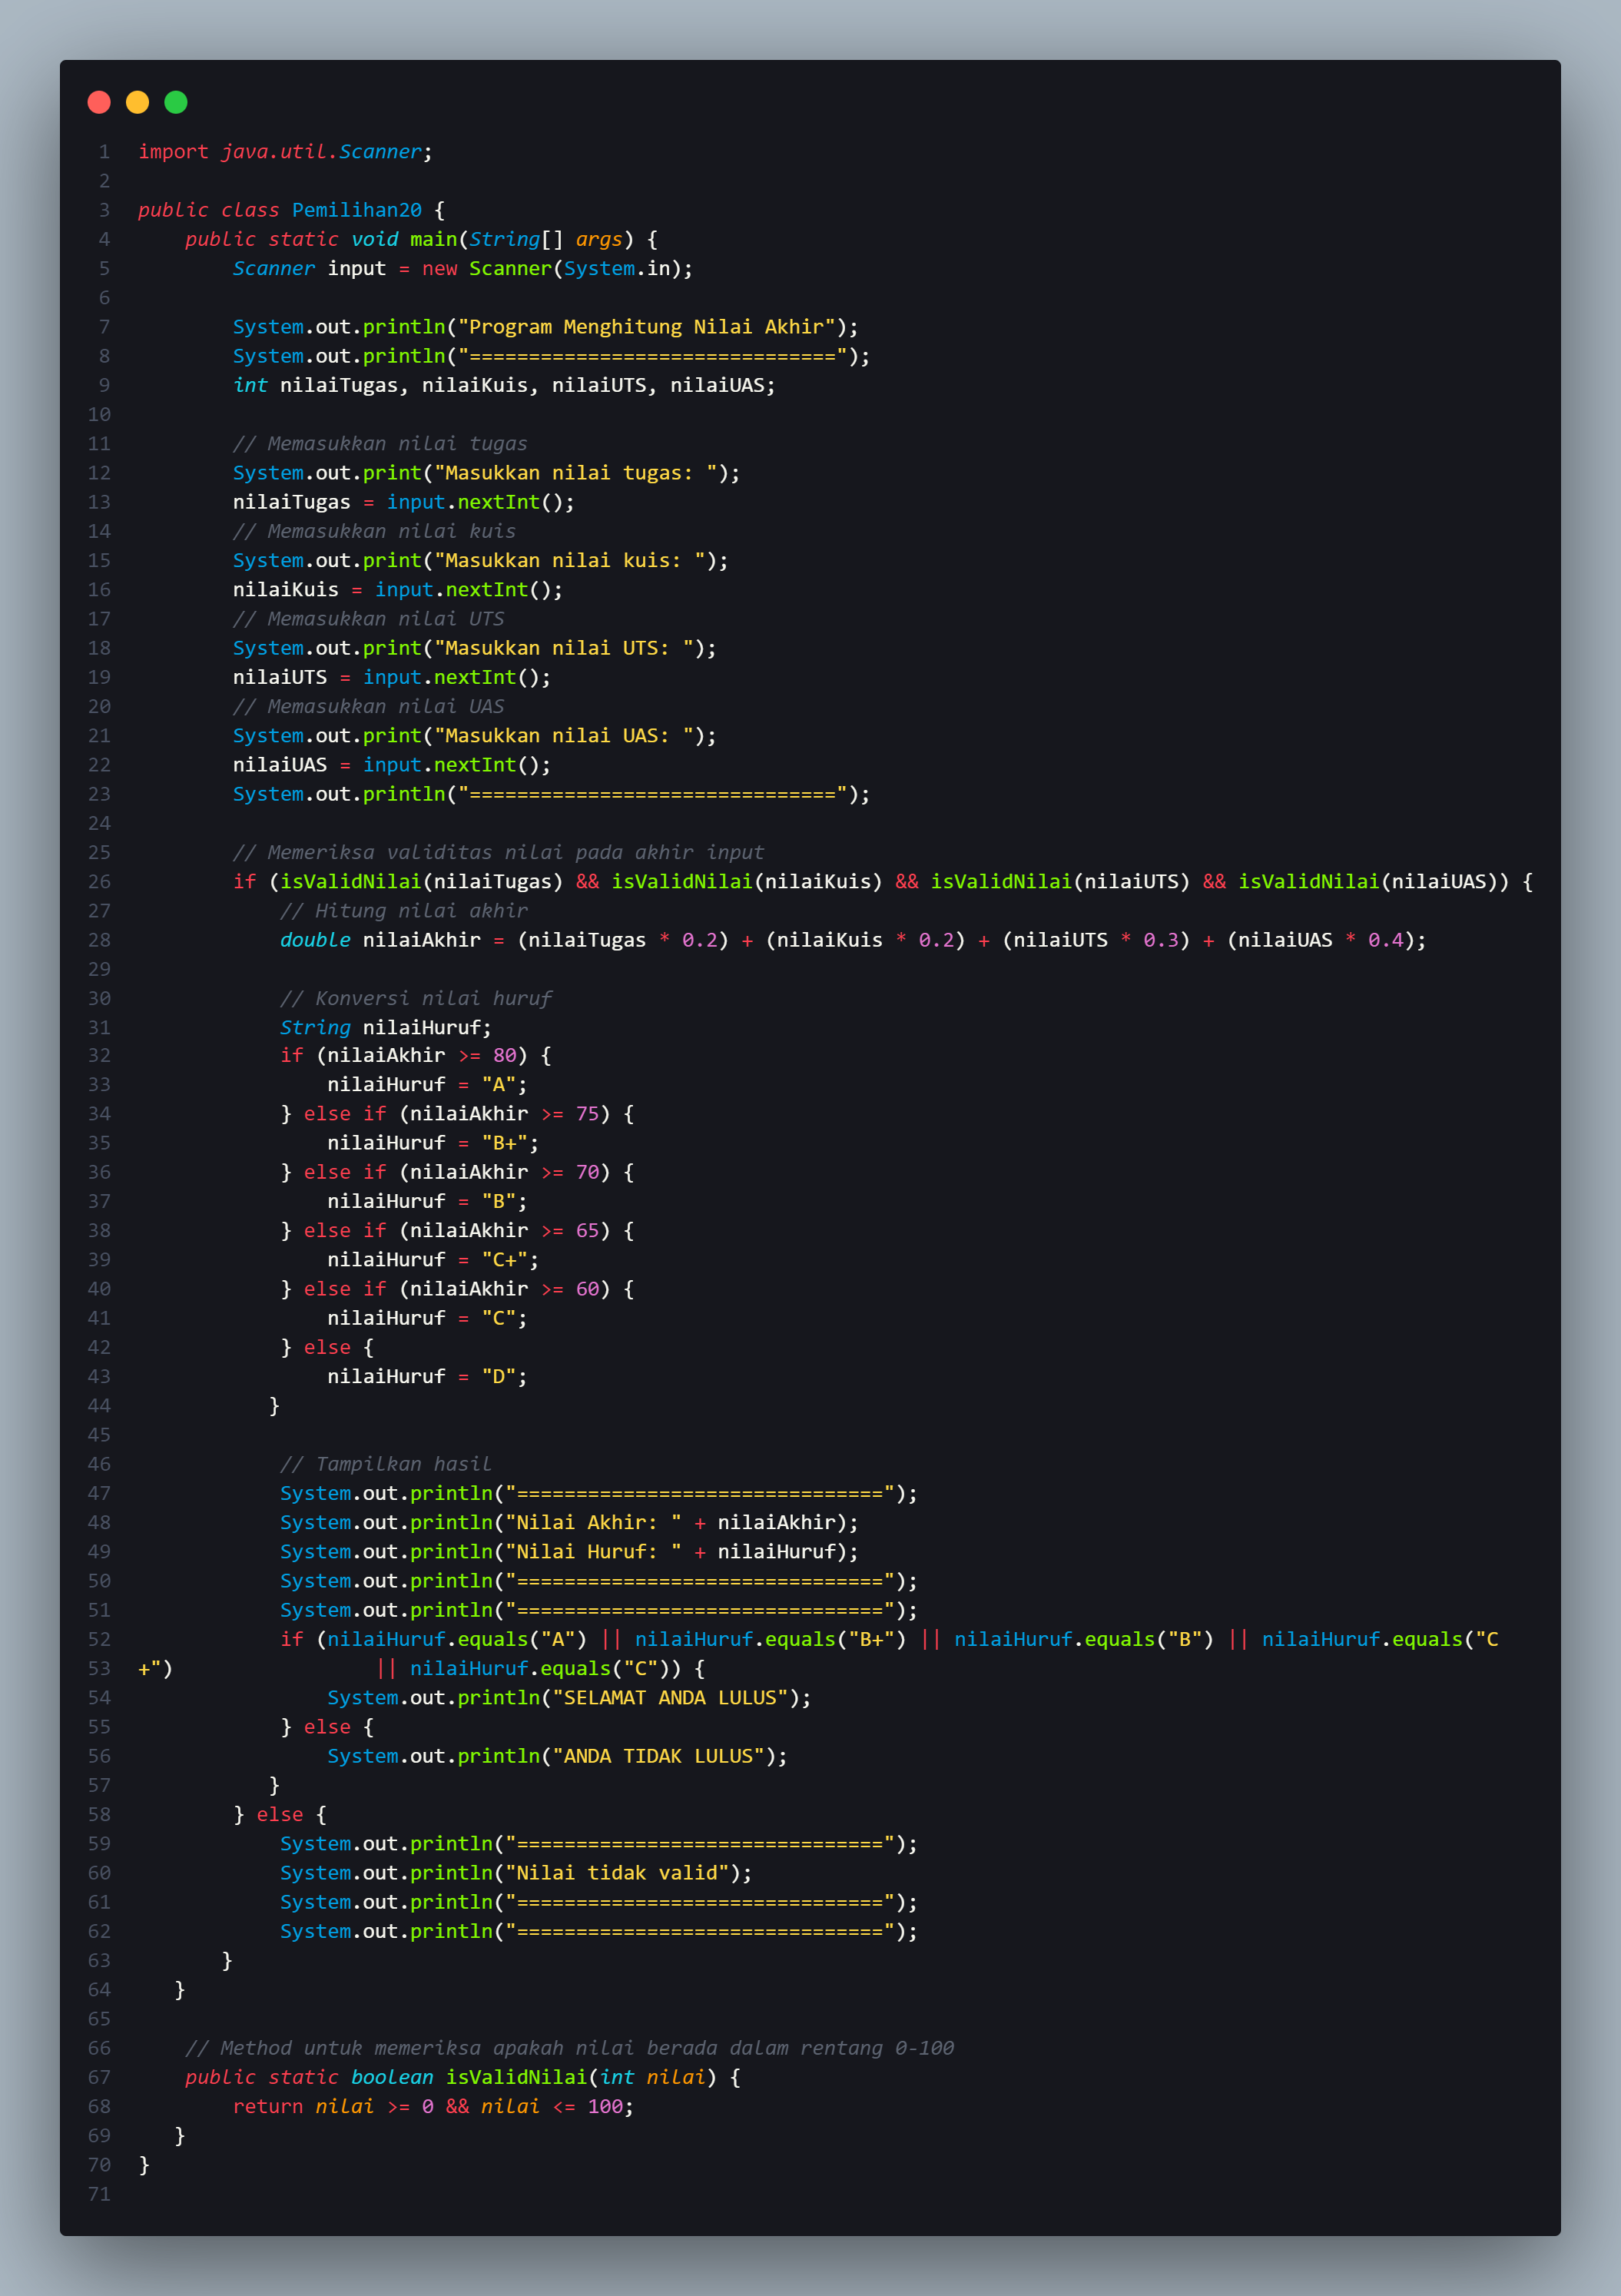 1 import java.util.Scanner;
2
3 public class Pemilihan20 {
4     public static void main(String[] args) {
5         Scanner input = new Scanner(System.in);
6
7         System.out.println("Program Menghitung Nilai Akhir");
8         System.out.println("===============================");
9         int nilaiTugas, nilaiKuis, nilaiUTS, nilaiUAS;
10
11         // Memasukkan nilai tugas
12         System.out.print("Masukkan nilai tugas: ");
13         nilaiTugas = input.nextInt();
14         // Memasukkan nilai kuis
15         System.out.print("Masukkan nilai kuis: ");
16         nilaiKuis = input.nextInt();
17         // Memasukkan nilai UTS
18         System.out.print("Masukkan nilai UTS: ");
19         nilaiUTS = input.nextInt();
20         // Memasukkan nilai UAS
21         System.out.print("Masukkan nilai UAS: ");
22         nilaiUAS = input.nextInt();
23         System.out.println("===============================");
24
25         // Memeriksa validitas nilai pada akhir input
26         if (isValidNilai(nilaiTugas) && isValidNilai(nilaiKuis) && isValidNilai(nilaiUTS) && isValidNilai(nilaiUAS)) {
27             // Hitung nilai akhir
28             double nilaiAkhir = (nilaiTugas * 0.2) + (nilaiKuis * 0.2) + (nilaiUTS * 0.3) + (nilaiUAS * 0.4);
29
30             // Konversi nilai huruf
31             String nilaiHuruf;
32             if (nilaiAkhir >= 80) {
33                 nilaiHuruf = "A";
34             } else if (nilaiAkhir >= 75) {
35                 nilaiHuruf = "B+";
36             } else if (nilaiAkhir >= 70) {
37                 nilaiHuruf = "B";
38             } else if (nilaiAkhir >= 65) {
39                 nilaiHuruf = "C+";
40             } else if (nilaiAkhir >= 60) {
41                 nilaiHuruf = "C";
42             } else {
43                 nilaiHuruf = "D";
44            }
45
46             // Tampilkan hasil
47             System.out.println("===============================");
48             System.out.println("Nilai Akhir: " + nilaiAkhir);
49             System.out.println("Nilai Huruf: " + nilaiHuruf);
50             System.out.println("===============================");
51             System.out.println("===============================");
52             if (nilaiHuruf.equals("A") || nilaiHuruf.equals("B+") || nilaiHuruf.equals("B") || nilaiHuruf.equals("C
53 +")                 || nilaiHuruf.equals("C")) {
54                 System.out.println("SELAMAT ANDA LULUS");
55             } else {
56                 System.out.println("ANDA TIDAK LULUS");
57            }
58         } else {
59             System.out.println("===============================");
60             System.out.println("Nilai tidak valid");
61             System.out.println("===============================");
62             System.out.println("===============================");
63        }
64    }
65
66     // Method untuk memeriksa apakah nilai berada dalam rentang 0-100
67     public static boolean isValidNilai(int nilai) {
68         return nilai >= 0 && nilai <= 100;
69    }
70 }
71